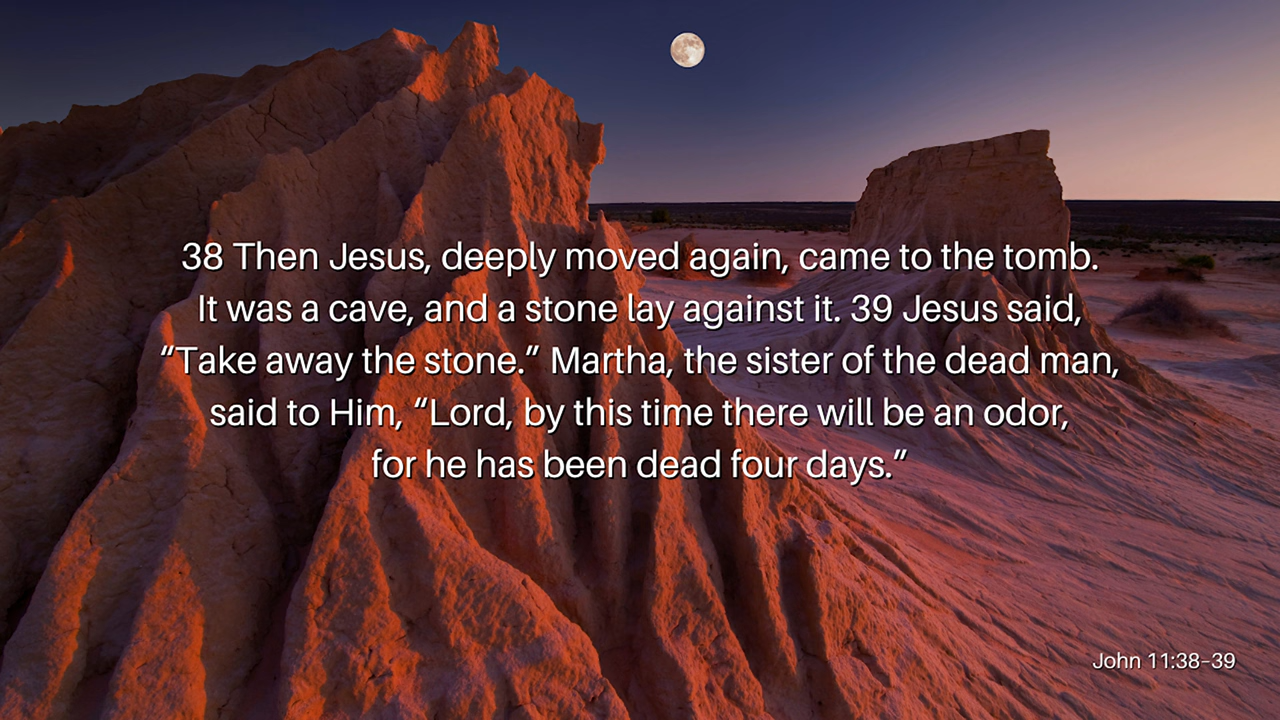 38 Then Jesus, deeply moved again, came to the tomb.
It was a cave, and a stone lay against it. 39 Jesus said,
“Take away the stone.” Martha, the sister of the dead man,
said to Him, “Lord, by this time there will be an odor,
for he has been dead four days.”
John 11:38–39